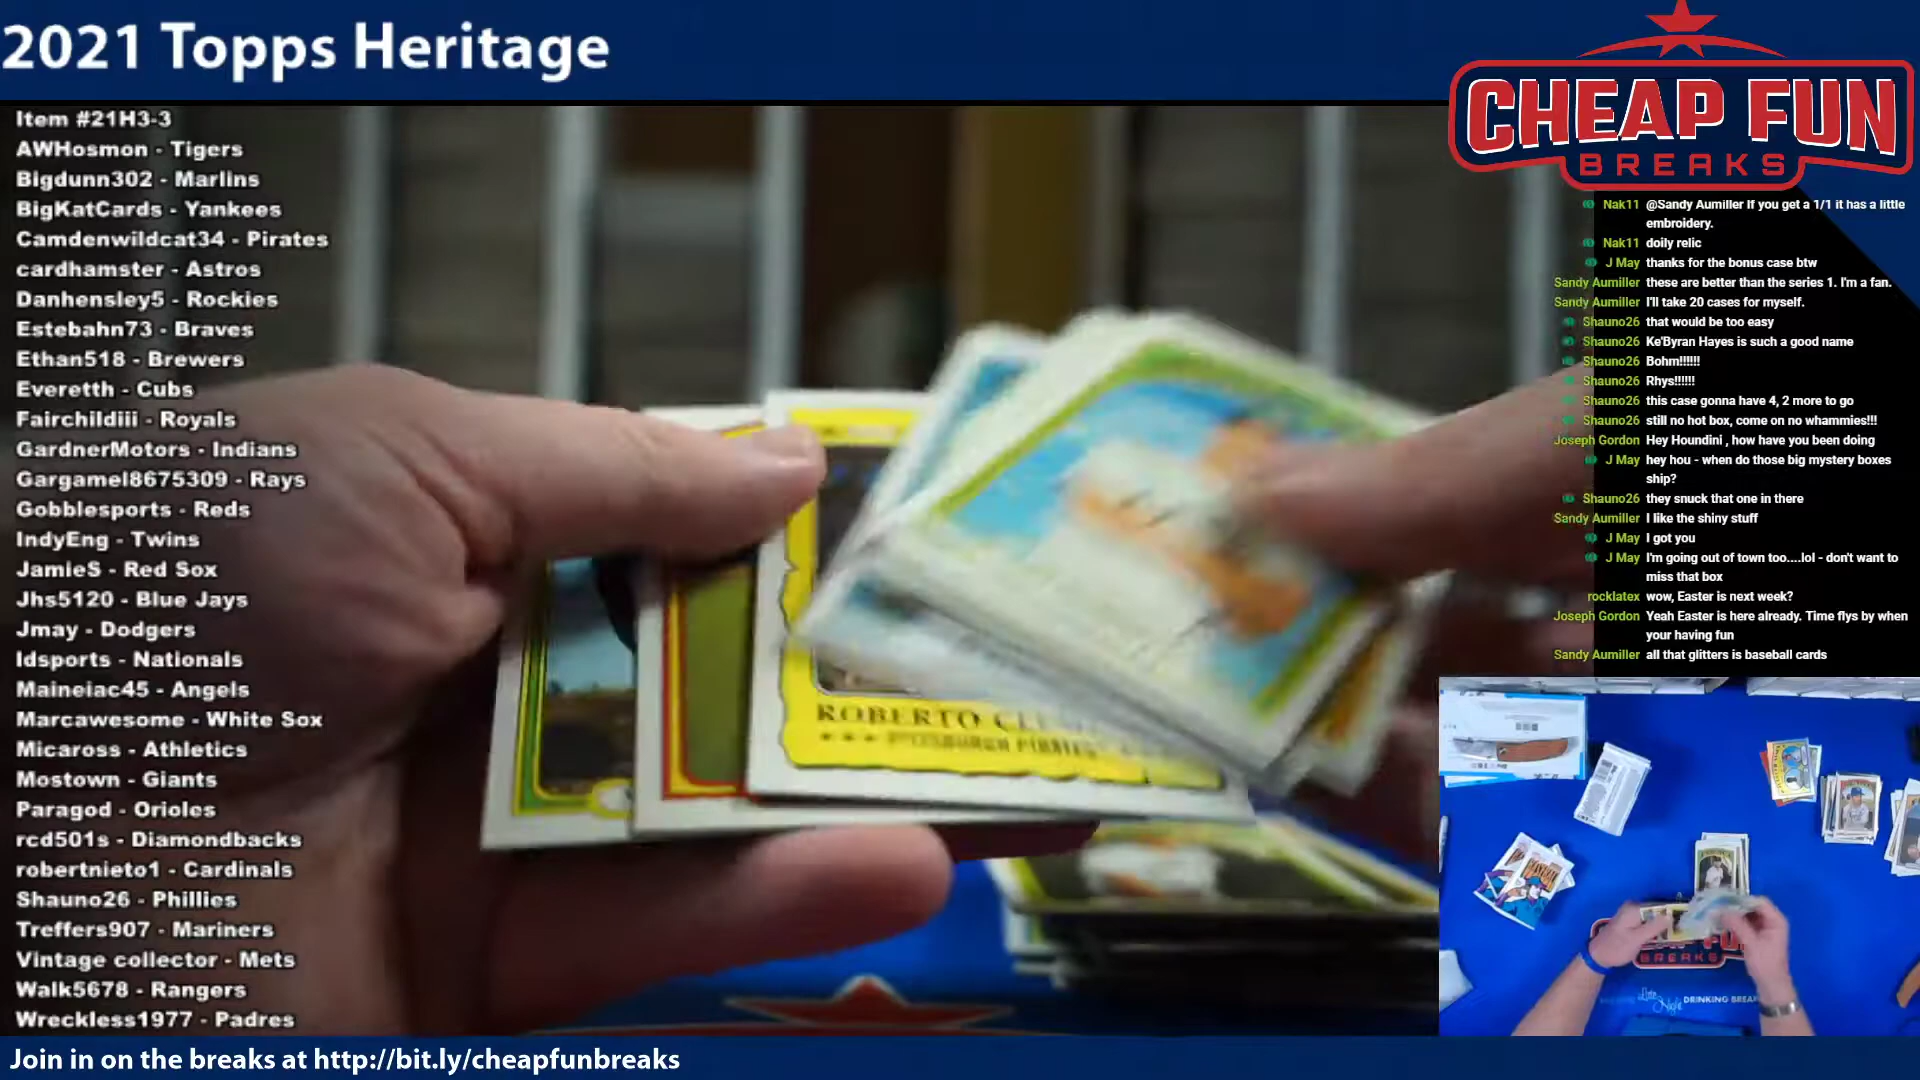 2021 Topps Heritage
CHEAP FUN
BREAKS
Item #21H3-3
AWHosmon - Tigers
Bigdunn302 - Marlins
BigKatCards - Yankees
Camdenwildcat34 - Pirates
cardhamster - Astros
Danhensley5 - Rockies
Estebahn73 - Braves
Ethan518 - Brewers
Everetth - Cubs
Fairchildiii - Royals
GardnerMotors - Indians
Gargamel8675309 - Rays
Gobblesports - Reds
IndyEng - Twins
JamieS - Red Sox
Jhs5120 - Blue Jays
Jmay - Dodgers
Idsports - Nationals
Maineiac45 - Angels
Marcawesome - White Sox
Micaross - Athletics
Mostown - Giants
Paragod - Orioles
rcd501s - Diamondbacks
robertnieto1 - Cardinals
Shauno26 - Phillies
Treffers907 - Mariners
Vintage collector - Mets
Walk5678 - Rangers
Wreckless1977 - Padres
ROBERTO
PITTSBURGH PIRATES
Nak11 @Sandy Aumiller If you get a 1/1 it has a little
embroidery.
Nak11 doily relic
J May thanks for the bonus case btw
Sandy Aumiller these are better than the series 1. I'm a fan.
Sandy Aumiller I'll take 20 cases for myself.
Shauno26 that would be too easy
Shauno26 Ke'Byran Hayes is such a good name
Shauno26 Bohm!!!!!!
Shauno26 Rhys!!!!!!
Shauno26 this case gonna have 4, 2 more to go
Shauno26 still no hot box, come on no whammies!!!
Joseph Gordon Hey Houndini , how have you been doing
J May hey hou - when do those big mystery boxes
ship?
Shauno26 they snuck that one in there
Sandy Aumiller I like the shiny stuff
J May I got you
J May I'm going out of town too....lol - don't want to
miss that box
rocklatex wow, Easter is next week?
Joseph Gordon Yeah Easter is here already. Time flys by when
your having fun
Sandy Aumiller all that glitters is baseball cards
FUN
BREAKS
Late Night DRINKING
Join in on the breaks at http://bit.ly/cheapfunbreaks